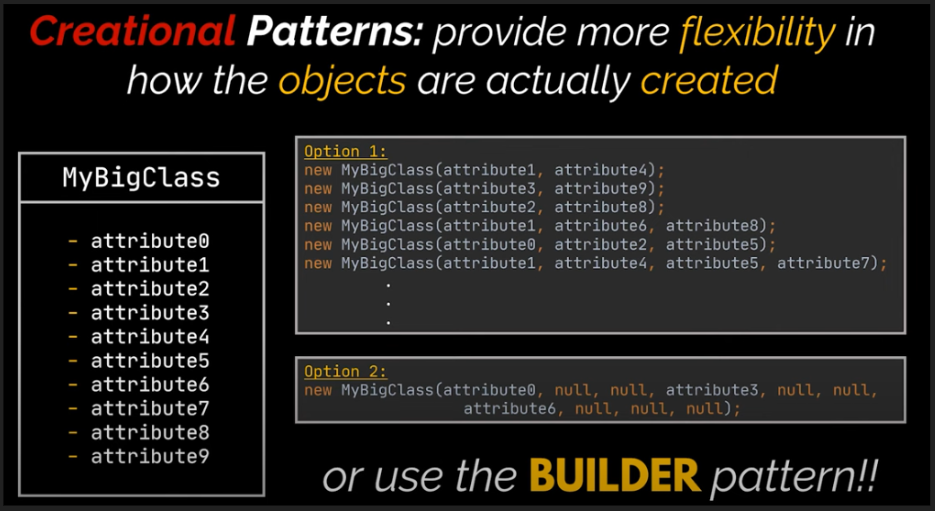 Creational Patterns: provide more flexibility in
how the objects are actually created
MyBigClass
- attribute0
- attribute1
- attribute2
- attribute3
- attribute4
- attribute5
- attribute6
- attribute7
- attribute8
- attribute9
Option 1:
new MyBigClass(attribute1, attribute4);
new MyBigClass(attribute3, attribute9);
new MyBigClass(attribute2, attribute8);
new MyBigClass(attribute1, attribute6, attribute8);
new MyBigClass(attribute0, attribute2, attribute5);
new MyBigClass(attribute1, attribute4, attribute5, attribute7);
.
.
.
Option 2:
new MyBigClass(attribute0, null, null, attribute3, null, null,
attribute6, null, null, null);
or use the BUILDER pattern!!